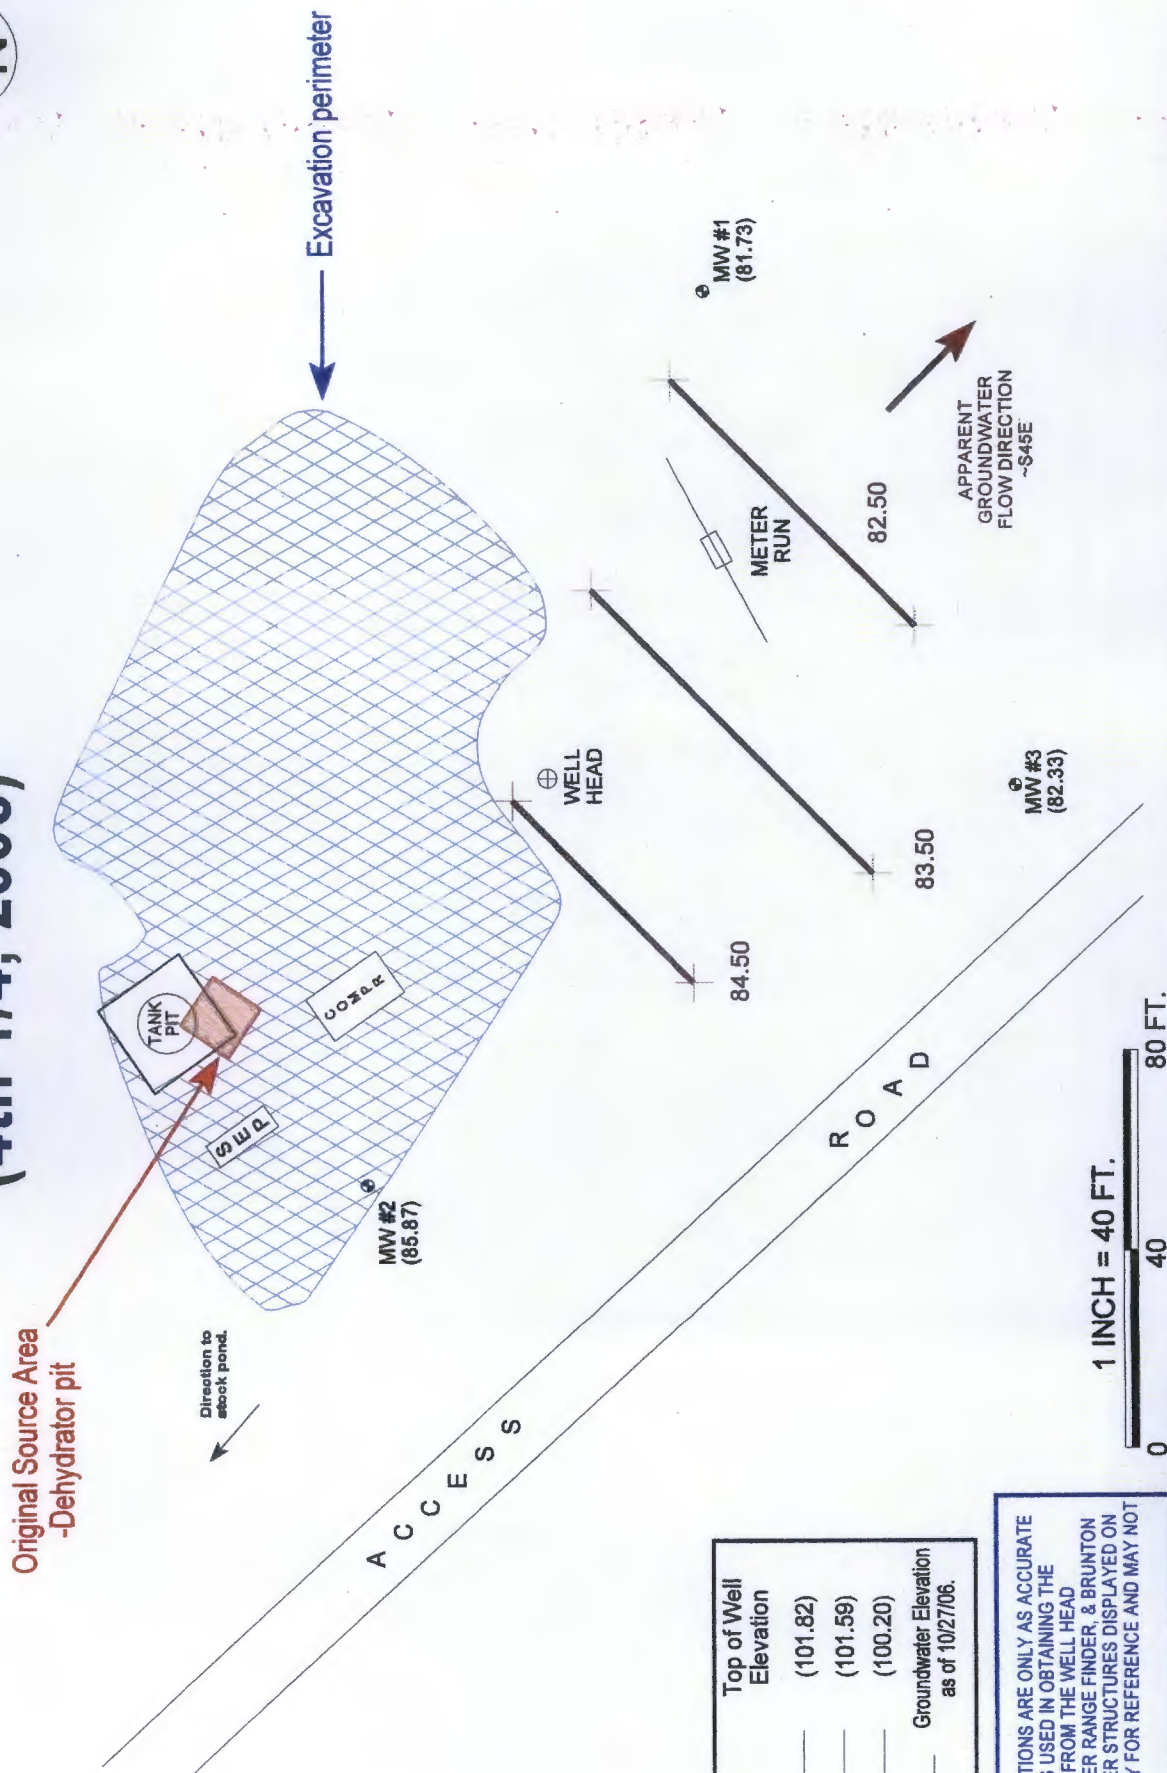 (4th 1/4, 2006)
N
Original Source Area
-Dehydrator pit
Excavation perimeter
TANK
PIT
SEP
COMPR
MW #2
(85.87)
Direction to
stock pond.
WELL
HEAD
METER
RUN
MW #1
(81.73)
84.50
83.50
82.50
MW #3
(82.33)
APPARENT
GROUNDWATER
FLOW DIRECTION
~S45E
ACCESS
ROAD
Top of Well
Elevation
(101.82)
(101.59)
(100.20)
Groundwater Elevation
as of 10/27/06.
1 INCH = 40 FT.
0 40 80 FT.
ARE ONLY AS ACCURATE
USED IN OBTAINING THE
FROM THE WELL HEAD
RANGE FINDER, & BRUNTON
STRUCTURES DISPLAYED ON
FOR REFERENCE AND MAY NOT